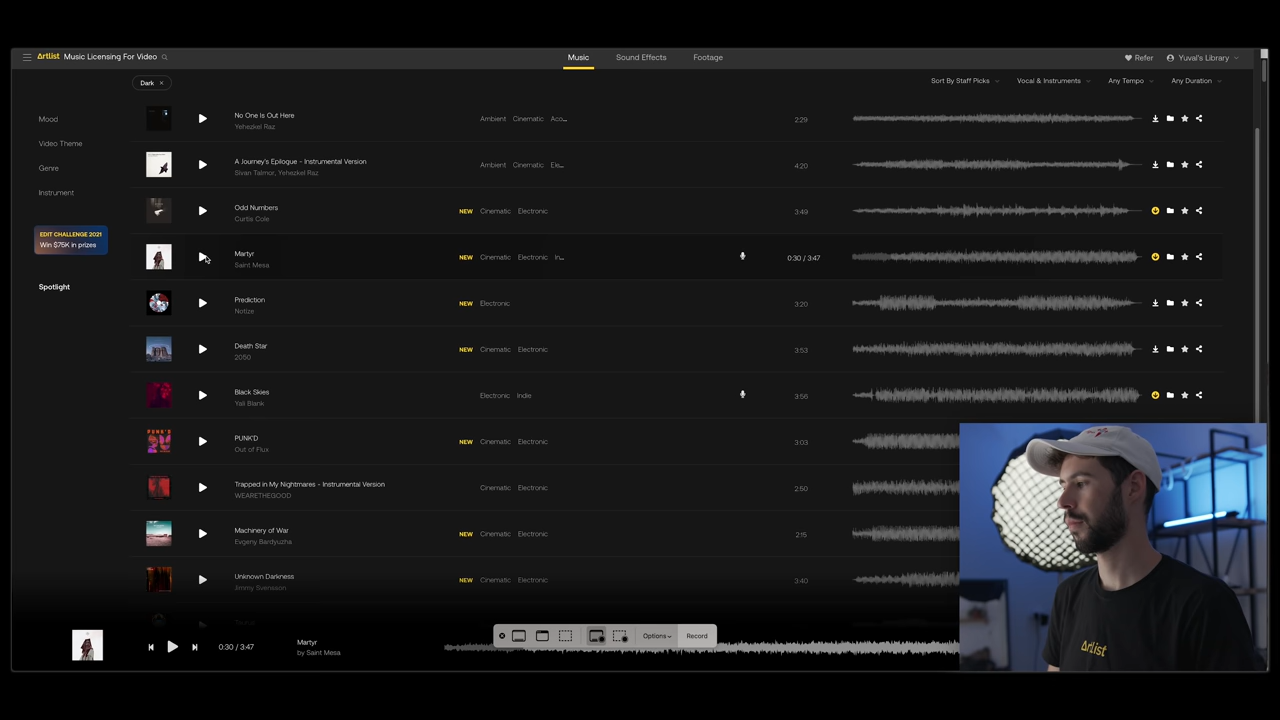 Artlist Music Licensing For Video
Music Sound Effects Footage
Refer Yuval's Library
Dark ×
Sort By Staff Picks Vocal & Instruments Any Tempo Any Duration
Mood
Video Theme
Genre
Instrument
EDIT CHALLENGE 2021
Win $75K in prizes
Spotlight
No One Is Out Here
Yehezkel Raz
Ambient Cinematic Aco...
2:29
A Journey's Epilogue - Instrumental Version
Sivan Talmor, Yehezkel Raz
Ambient Cinematic Ele...
4:20
Odd Numbers
Curtis Cole
NEW Cinematic Electronic
3:49
Martyr
Saint Mesa
NEW Cinematic Electronic In...
0:30 / 3:47
Prediction
Notize
NEW Electronic
3:20
Death Star
2050
NEW Cinematic Electronic
3:53
Black Skies
Yali Blank
Electronic Indie
3:56
PUNK'D
Out of Flux
NEW Cinematic Electronic
3:03
Trapped in My Nightmares - Instrumental Version
WEARETHEGOOD
Cinematic Electronic
2:50
Machinery of War
Evgeny Bardyuzha
NEW Cinematic Electronic
2:15
Unknown Darkness
Jimmy Svensson
NEW Cinematic Electronic
3:40
0:30 / 3:47
Martyr
by Saint Mesa
Options
Record
Artlist